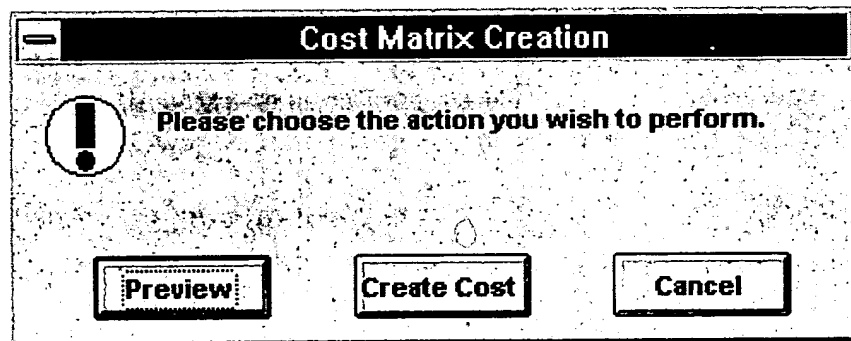 Cost Matrix Creation
Please choose the action you wish to perform.
Preview
Create Cost
Cancel